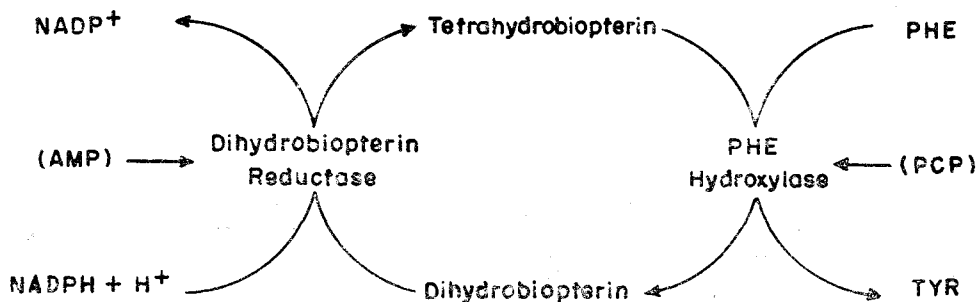 NADP+
Tetrahydrobiopterin
PHE
(AMP)
Dihydrobiopterin
Reductase
PHE
Hydroxylase
(PCP)
NADPH + H+
Dihydrobiopterin
TYR